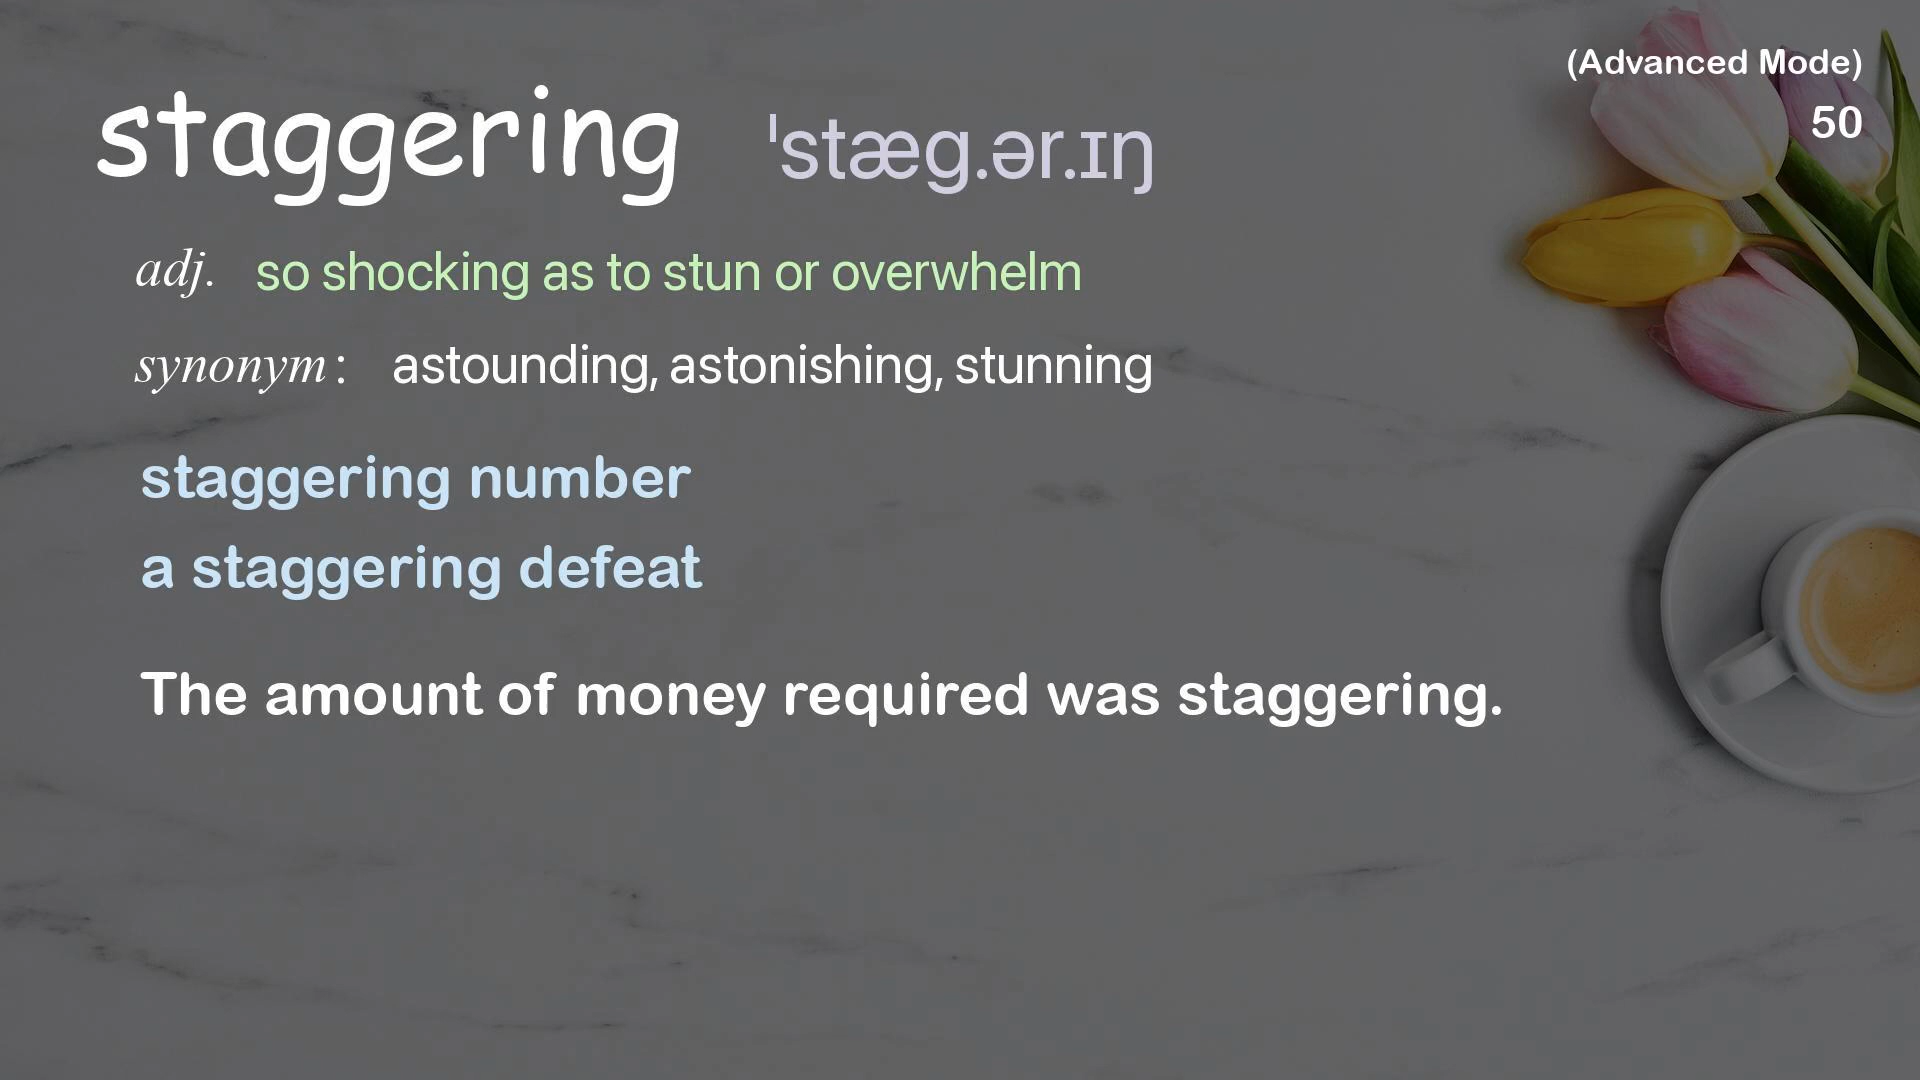 (Advanced Mode)
50
staggering ˈstæg.ər.ɪŋ
adj. so shocking as to stun or overwhelm
synonym : astounding, astonishing, stunning
staggering number
a staggering defeat
The amount of money required was staggering.